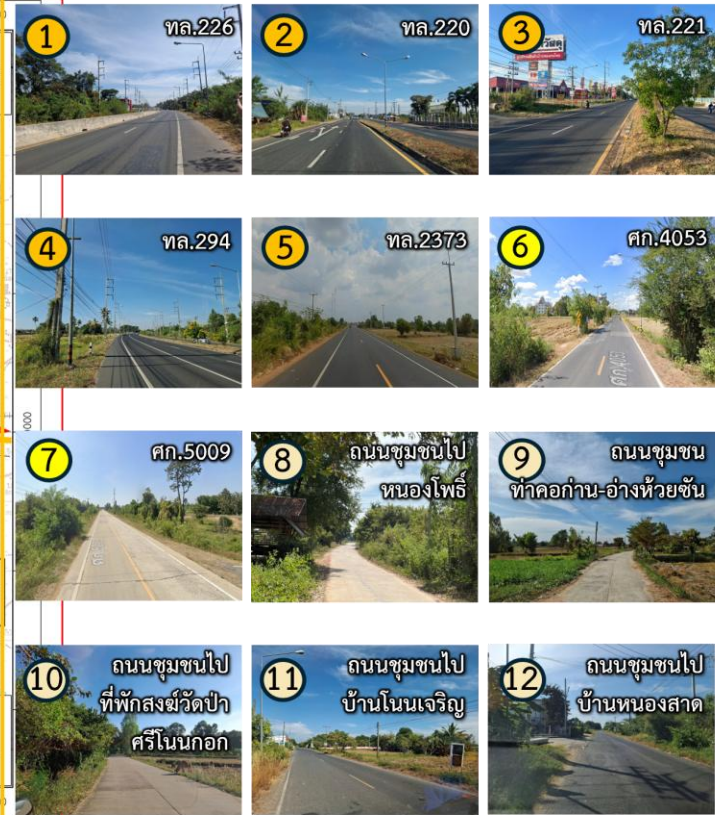 1
ทล.226
2
ทล.220
3
ทล.221
4
ทล.294
5
ทล.2373
6
ศก.4053
7
ศก.5009
8
ถนนชุมชนไป
หนองโพธิ์
9
ถนนชุมชน
ท่าคอก่าน-อ่างห้วยซัน
10
ถนนชุมชนไป
ที่พักสงฆ์วัดป่า
ศรีโนนกอก
11
ถนนชุมชนไป
บ้านโนนเจริญ
12
ถนนชุมชนไป
บ้านหนองสาด